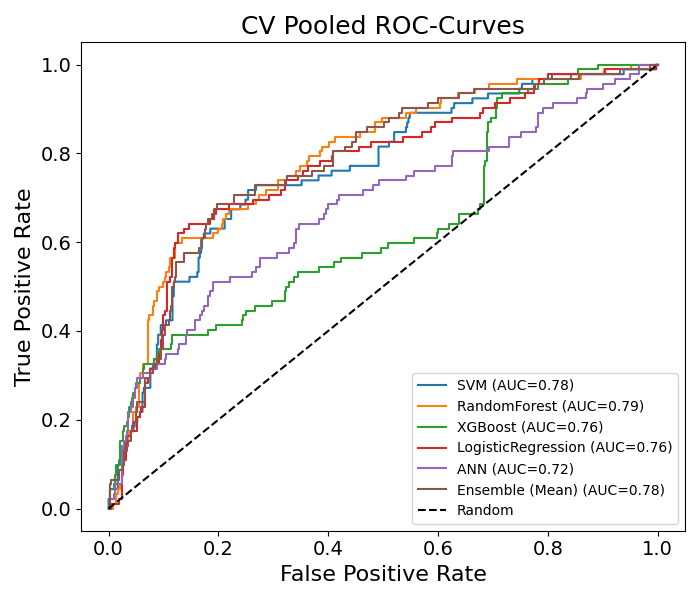 CV Pooled ROC-Curves
True Positive Rate
1.0
0.8
0.6
0.4
0.2
0.0
SVM (AUC=0.78)
RandomForest (AUC=0.79)
XGBoost (AUC=0.76)
LogisticRegression (AUC=0.76)
ANN (AUC=0.72)
Ensemble (Mean) (AUC=0.78)
Random
0.0 0.2 0.4 0.6 0.8 1.0
False Positive Rate